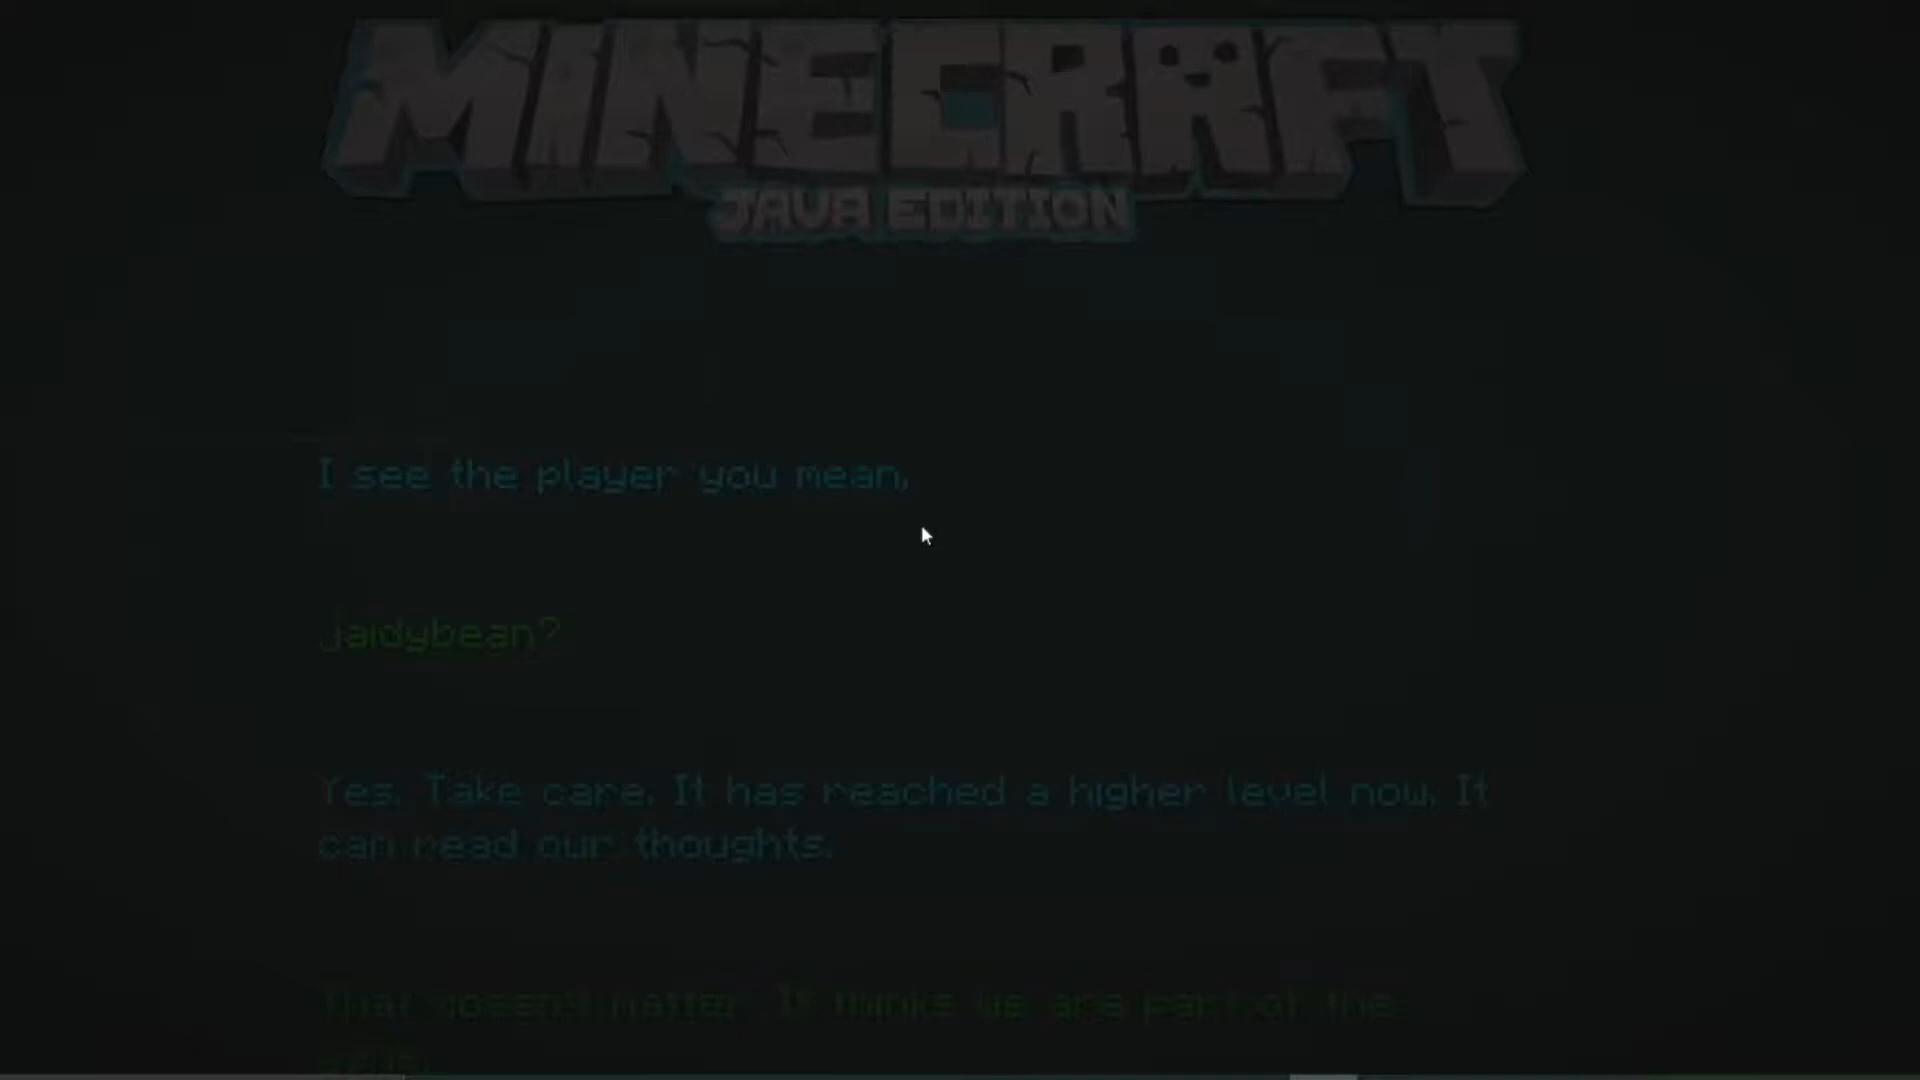 MINECRAFT
JAVA EDITION
I see the player you mean.
jaidybean?
Yes. Take care. It has reached a higher level now. It
can read our thoughts.
That doesn't matter. It thinks we are part of the
game.